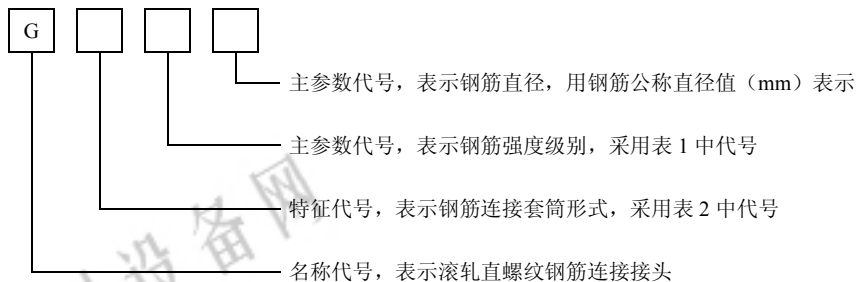 G
主参数代号，表示钢筋直径，用钢筋公称直径值（mm）表示
主参数代号，表示钢筋强度级别，采用表 1 中代号
特征代号，表示钢筋连接套筒形式，采用表 2 中代号
名称代号，表示滚轧直螺纹钢筋连接接头
设备网